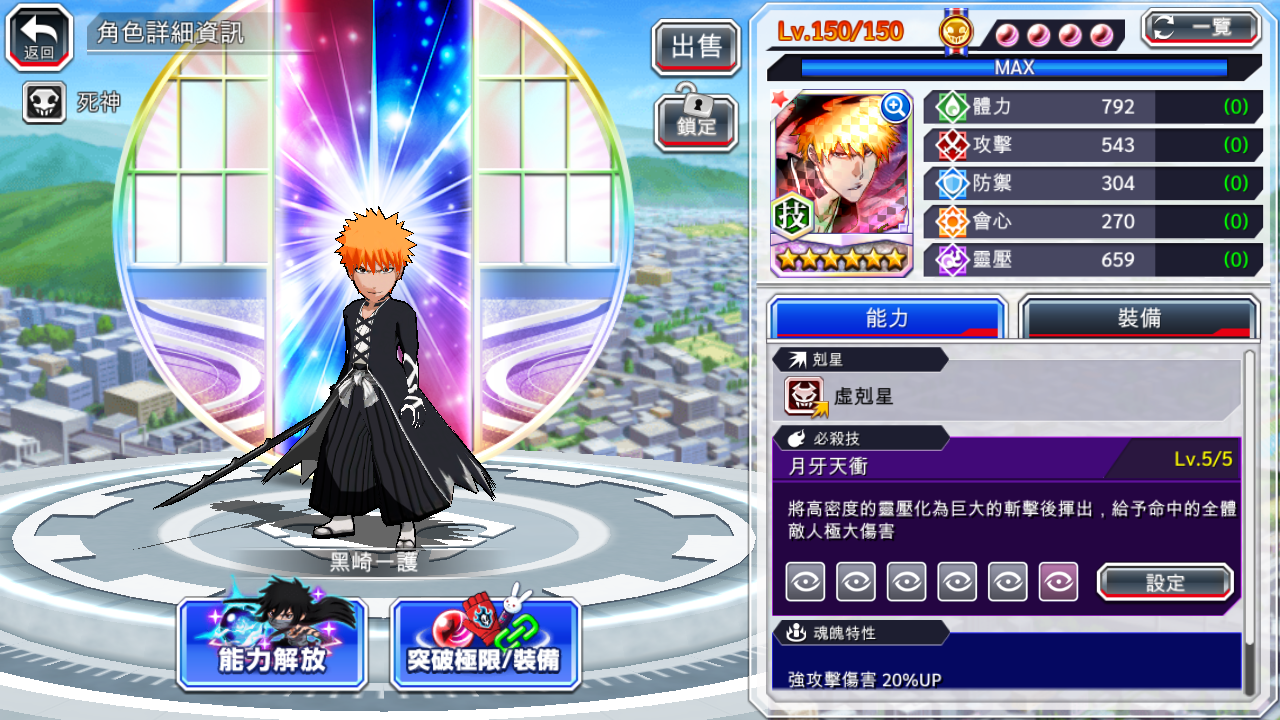 返回
角色詳細資訊
死神
出售
鎖定
黑崎一護
能力解放
突破極限/裝備
Lv.150/150
一覽
MAX
技
體力 792 (0)
攻擊 543 (0)
防禦 304 (0)
會心 270 (0)
靈壓 659 (0)
能力
裝備
剋星
虛剋星
必殺技
月牙天衝
Lv.5/5
將高密度的靈壓化為巨大的斬擊後揮出，給予命中的全體
敵人極大傷害
設定
魂魄特性
強攻擊傷害 20%UP